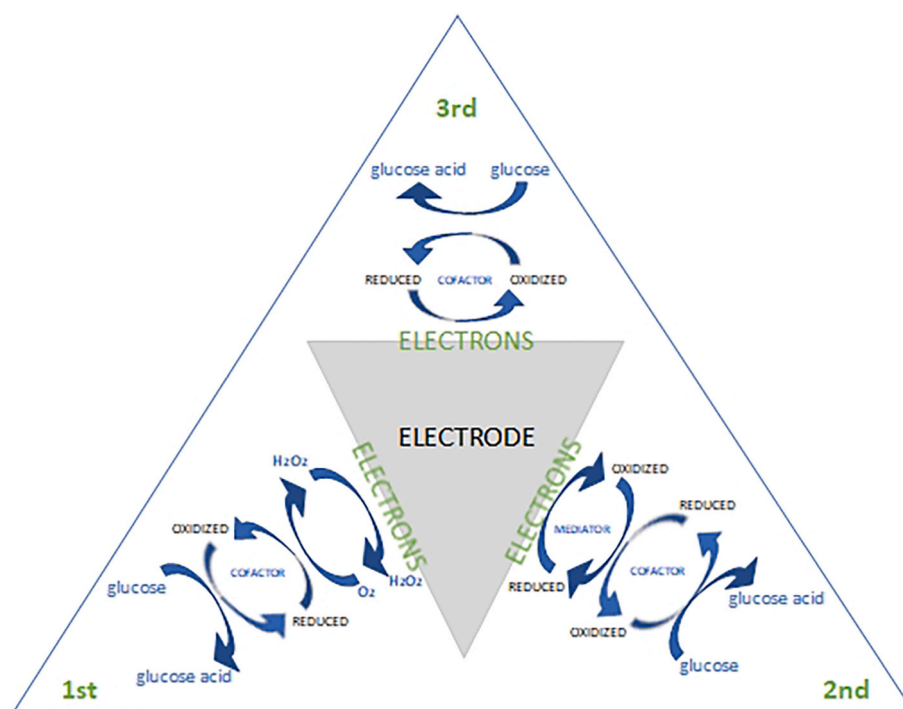 3rd
glucose acid glucose
REDUCED COFACTOR OXIDIZED
ELECTRONS
ELECTRODE
H2O2
ELECTRONS
OXIDIZED
COFACTOR
glucose
O2
H2O2
REDUCED
glucose acid
1st
ELECTRONS
OXIDIZED
MEDIATOR
REDUCED
REDUCED
COFACTOR
OXIDIZED
glucose acid
glucose
2nd